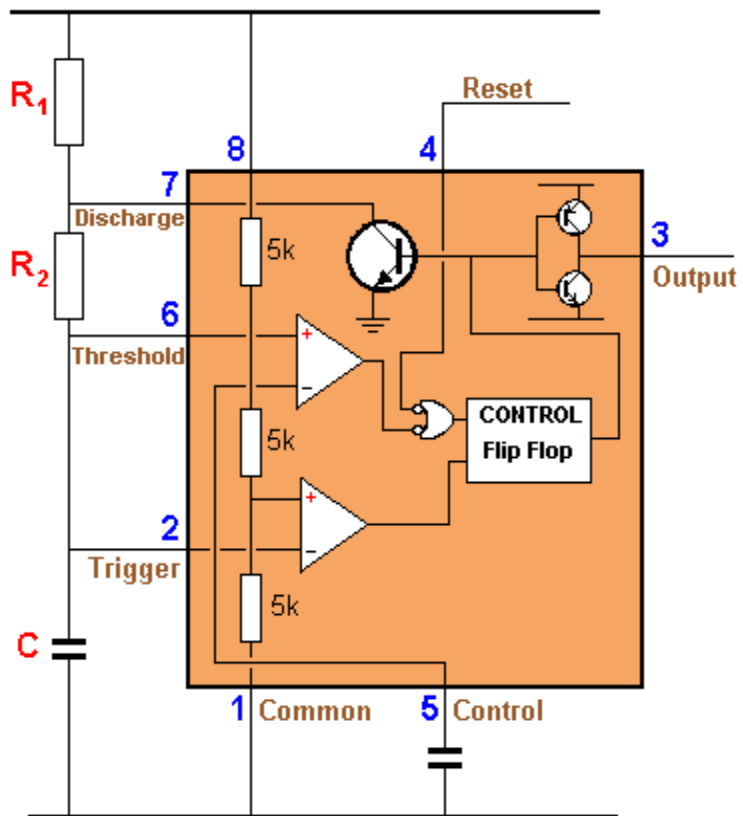 R1
Reset
8
4
7
Discharge
5k
3
Output
R2
6
Threshold
+
−
CONTROL
Flip Flop
5k
+
−
2
Trigger
5k
C
1 Common
5 Control